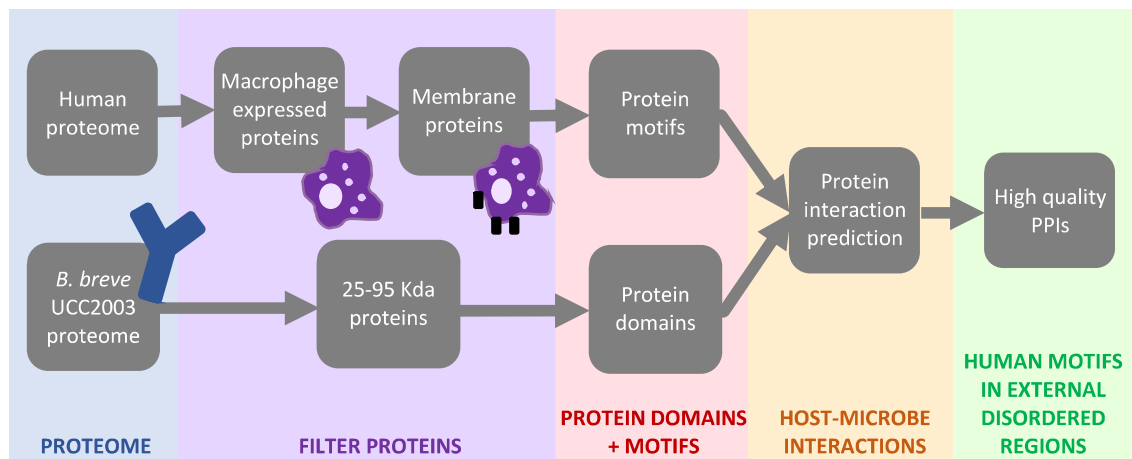 Human
proteome
Macrophage
expressed
proteins
Membrane
proteins
Protein
motifs
Protein
interaction
prediction
High quality
PPIs
B. breve
UCC2003
proteome
25-95 Kda
proteins
Protein
domains
PROTEOME
FILTER PROTEINS
PROTEIN DOMAINS
+ MOTIFS
HOST-MICROBE
INTERACTIONS
HUMAN MOTIFS
IN EXTERNAL
DISORDERED
REGIONS